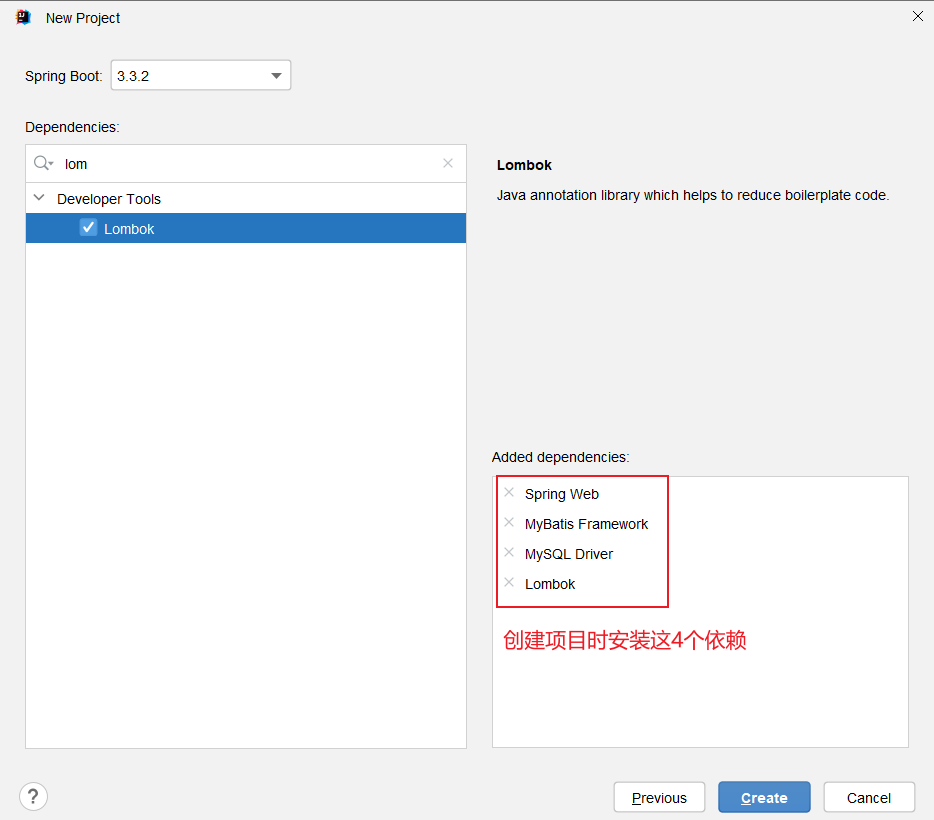 New Project
Spring Boot: 3.3.2
Dependencies:
lom
Developer Tools
Lombok
Lombok
Java annotation library which helps to reduce boilerplate code.
Added dependencies:
Spring Web
MyBatis Framework
MySQL Driver
Lombok
创建项目时安装这4个依赖
?
Previous
Create
Cancel